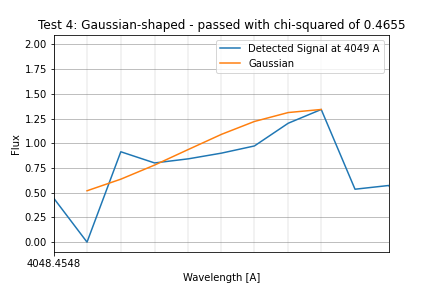 Test 4: Gaussian-shaped - passed with chi-squared of 0.4655
Detected Signal at 4049 A
Gaussian
2.00
1.75
1.50
1.25
1.00
0.75
0.50
0.25
0.00
Flux
4048.4548
Wavelength [A]